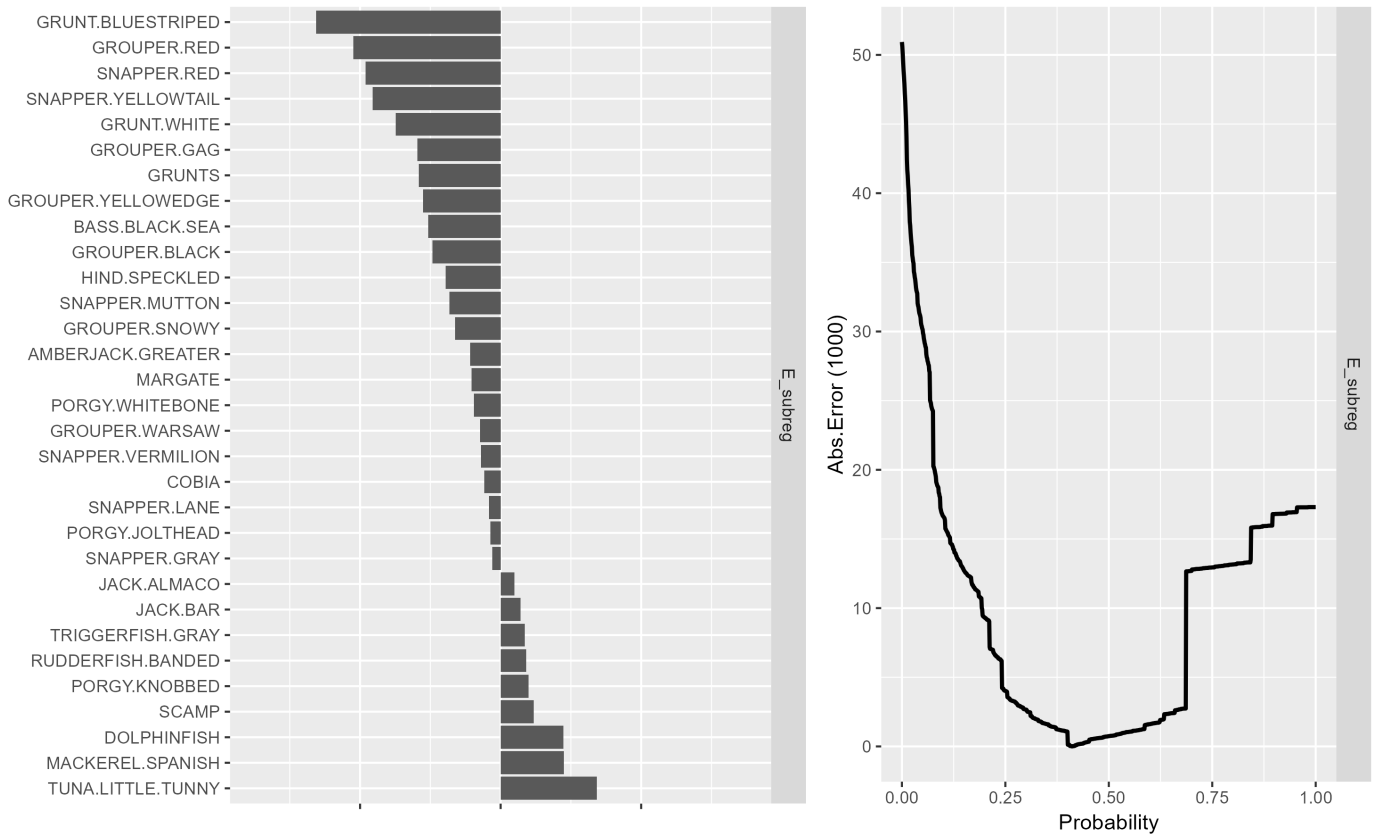 GRUNT.BLUESTRIPED
GROUPER.RED
SNAPPER.RED
SNAPPER.YELLOWTAIL
GRUNT.WHITE
GROUPER.GAG
GRUNTS
GROUPER.YELLOWEDGE
BASS.BLACK.SEA
GROUPER.BLACK
HIND.SPECKLED
SNAPPER.MUTTON
GROUPER.SNOWY
AMBERJACK.GREATER
MARGATE
PORGY.WHITEBONE
GROUPER.WARSAW
SNAPPER.VERMILION
COBIA
SNAPPER.LANE
PORGY.JOLTHEAD
SNAPPER.GRAY
JACK.ALMACO
JACK.BAR
TRIGGERFISH.GRAY
RUDDERFISH.BANDED
PORGY.KNOBBED
SCAMP
DOLPHINFISH
MACKEREL.SPANISH
TUNA.LITTLE.TUNNY
E_subreg
Abs.Error (1000)
50
40
30
20
10
0
0.00 0.25 0.50 0.75 1.00
Probability
E_subreg